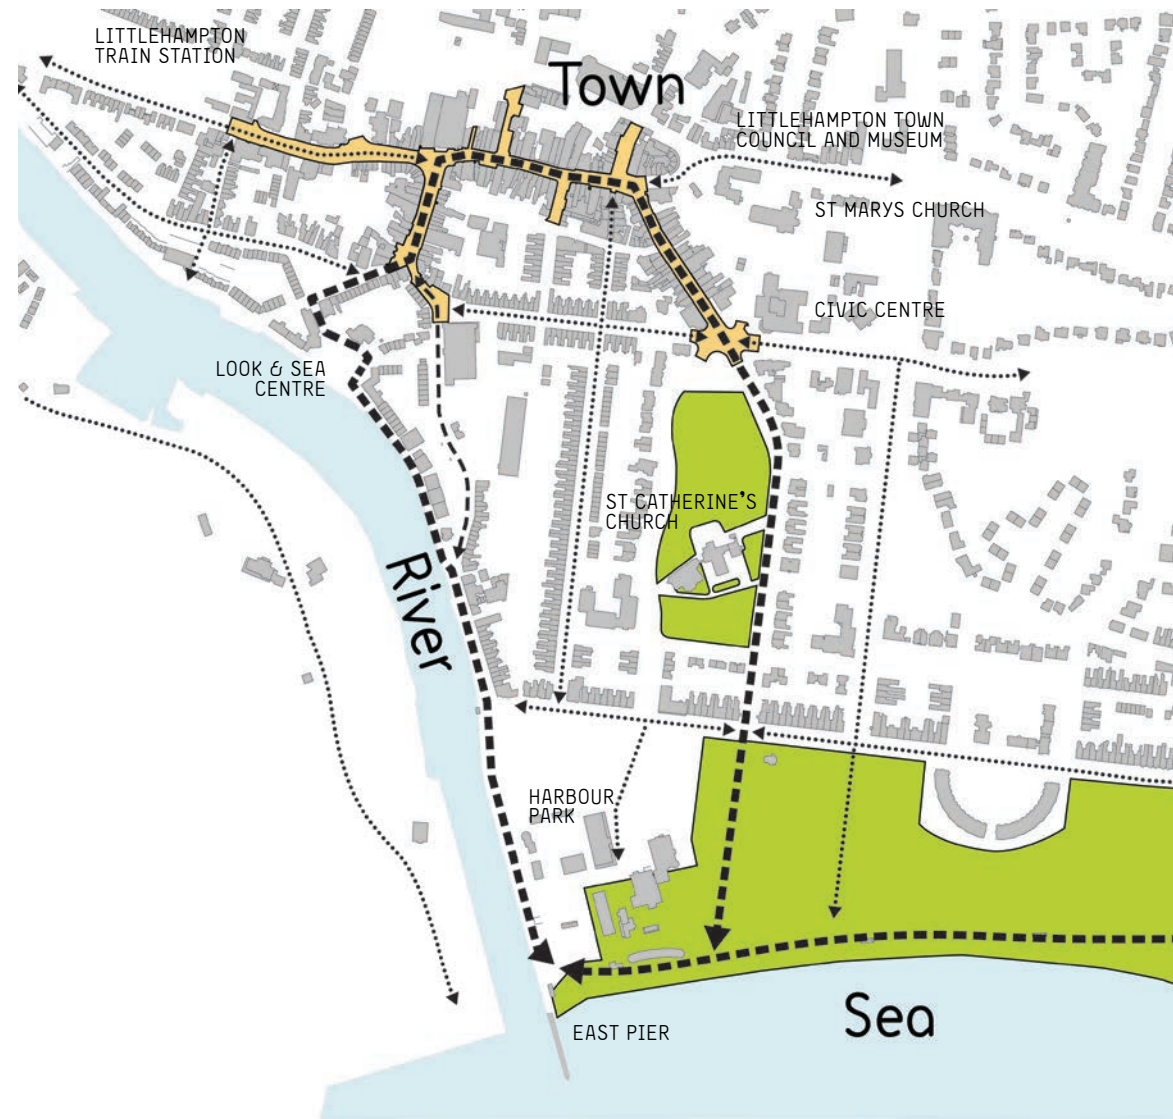 LITTLEHAMPTON
TRAIN STATION
Town
LITTLEHAMPTON TOWN
COUNCIL AND MUSEUM
ST MARYS CHURCH
CIVIC CENTRE
LOOK & SEA
CENTRE
ST CATHERINE'S
CHURCH
River
HARBOUR
PARK
Sea
EAST PIER